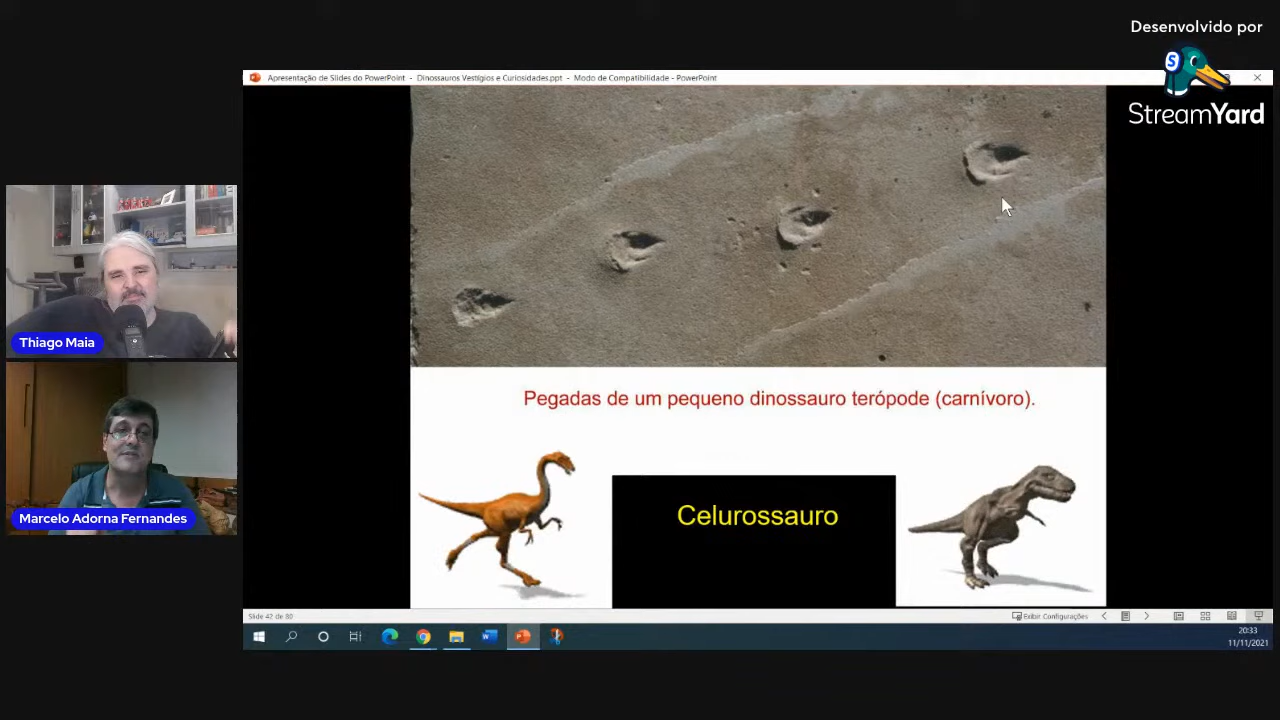 Desenvolvido por
StreamYard
Apresentação de Slides do PowerPoint - Dinossauros Vestígios e Curiosidades.ppt - Modo de Compatibilidade - PowerPoint
Thiago Maia
Marcelo Adorna Fernandes
Pegadas de um pequeno dinossauro terópode (carnívoro).
Celurossauro
Slide 42 de 80
Exibir Configurações
20:33
11/11/2021